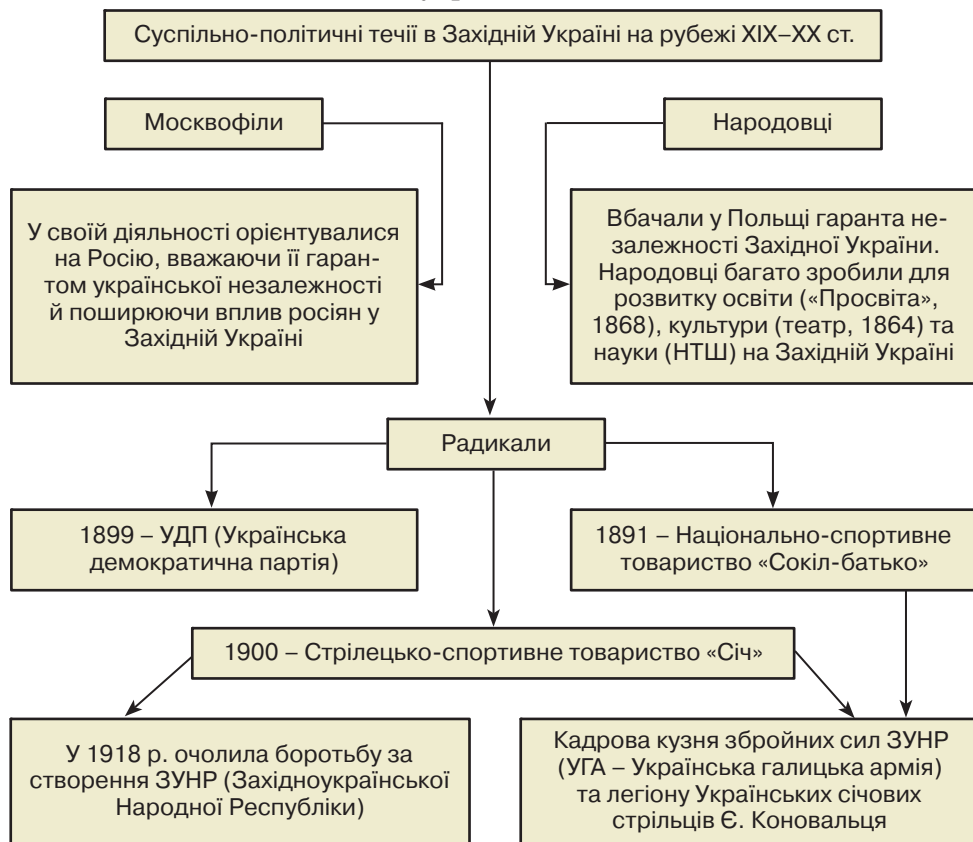 Суспільно-політичні течії в Західній Україні на рубежі ХІХ–ХХ ст.
Москвофіли
Народовці
У своїй діяльності орієнтувалися
на Росію, вважаючи її гаран-
том української незалежності
й поширюючи вплив росіян у
Західній Україні
Вбачали у Польщі гаранта не-
залежності Західної України.
Народовці багато зробили для
розвитку освіти («Просвіта»,
1868), культури (театр, 1864) та
науки (НТШ) на Західній Україні
Радикали
1899 – УДП (Українська
демократична партія)
1891 – Національно-спортивне
товариство «Сокіл-батько»
1900 – Стрілецько-спортивне товариство «Січ»
У 1918 р. очолила боротьбу за
створення ЗУНР (Західноукраїнської
Народної Республіки)
Кадрова кузня збройних сил ЗУНР
(УГА – Українська галицька армія)
та легіону Українських січових
стрільців Є. Коновальця